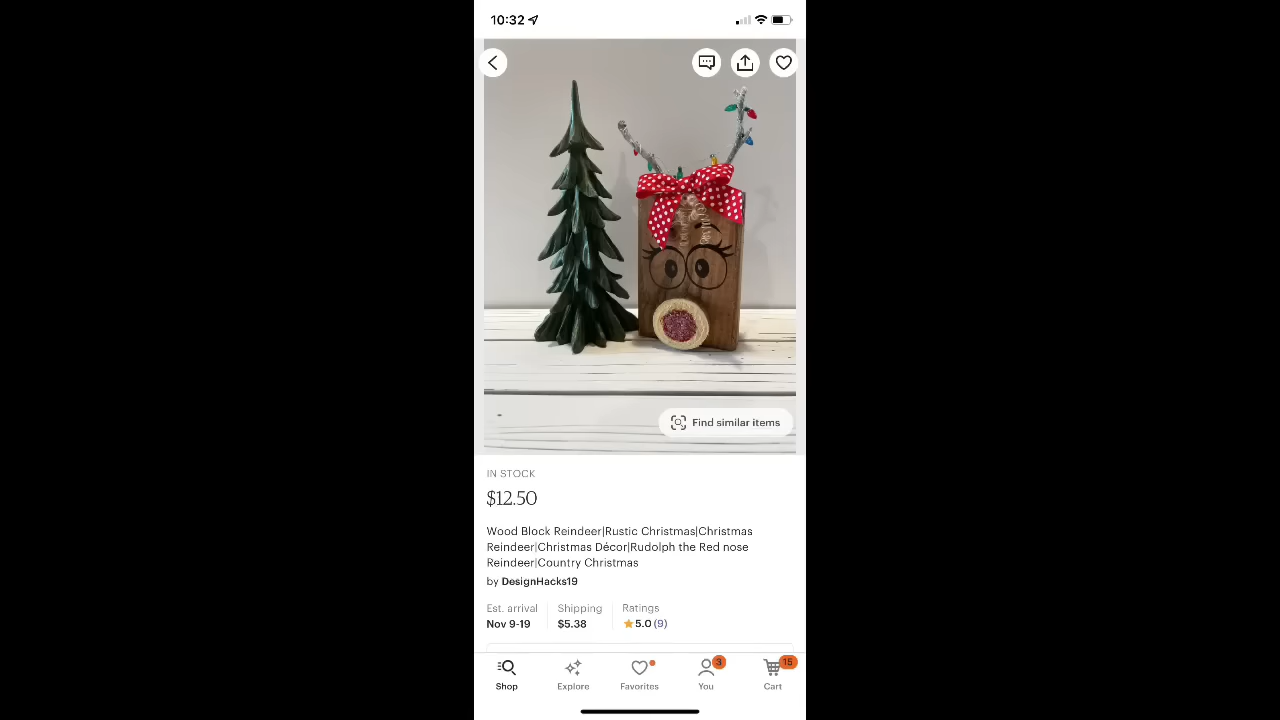 10:32
Find similar items
IN STOCK
$12.50
Wood Block Reindeer|Rustic Christmas|Christmas
Reindeer|Christmas Décor|Rudolph the Red nose
Reindeer|Country Christmas
by DesignHacks19
Est. arrival Shipping Ratings
Nov 9-19 $5.38 5.0 (9)
3 15
Shop Explore Favorites You Cart